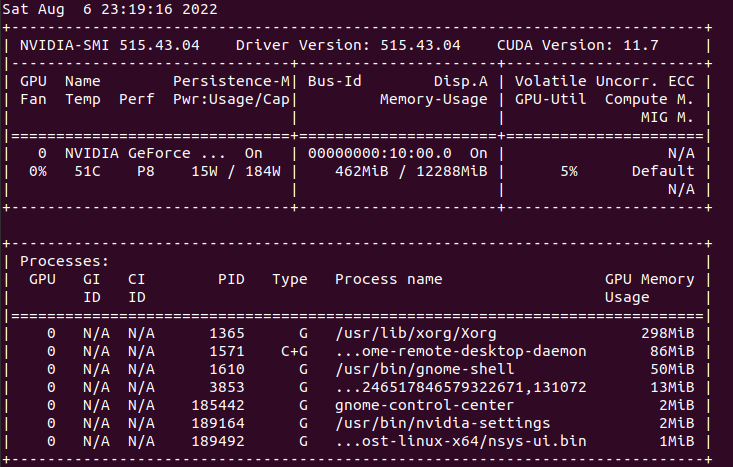 Sat Aug  6 23:19:16 2022
+-----------------------------------------------------------------------------+
| NVIDIA-SMI 515.43.04    Driver Version: 515.43.04    CUDA Version: 11.7     |
|-------------------------------+----------------------+----------------------+
| GPU  Name        Persistence-M| Bus-Id        Disp.A | Volatile Uncorr. ECC |
| Fan  Temp  Perf  Pwr:Usage/Cap|         Memory-Usage | GPU-Util  Compute M. |
|                               |                      |               MIG M. |
|===============================+======================+======================|
|   0  NVIDIA GeForce ...  On   | 00000000:10:00.0  On |                  N/A |
|  0%   51C    P8    15W / 184W |    462MiB / 12288MiB |      5%      Default |
|                               |                      |                  N/A |
+-------------------------------+----------------------+----------------------+

+-----------------------------------------------------------------------------+
| Processes:                                                                  |
|  GPU   GI   CI        PID   Type   Process name                  GPU Memory |
|        ID   ID                                                   Usage      |
|=============================================================================|
|    0   N/A  N/A      1365      G   /usr/lib/xorg/Xorg                298MiB |
|    0   N/A  N/A      1571    C+G   ...ome-remote-desktop-daemon       86MiB |
|    0   N/A  N/A      1610      G   /usr/bin/gnome-shell               50MiB |
|    0   N/A  N/A      3853      G   ...246517846579322671,131072       13MiB |
|    0   N/A  N/A    185442      G   gnome-control-center                2MiB |
|    0   N/A  N/A    189164      G   /usr/bin/nvidia-settings            2MiB |
|    0   N/A  N/A    189492      G   ...ost-linux-x64/nsys-ui.bin        1MiB |
+-----------------------------------------------------------------------------+